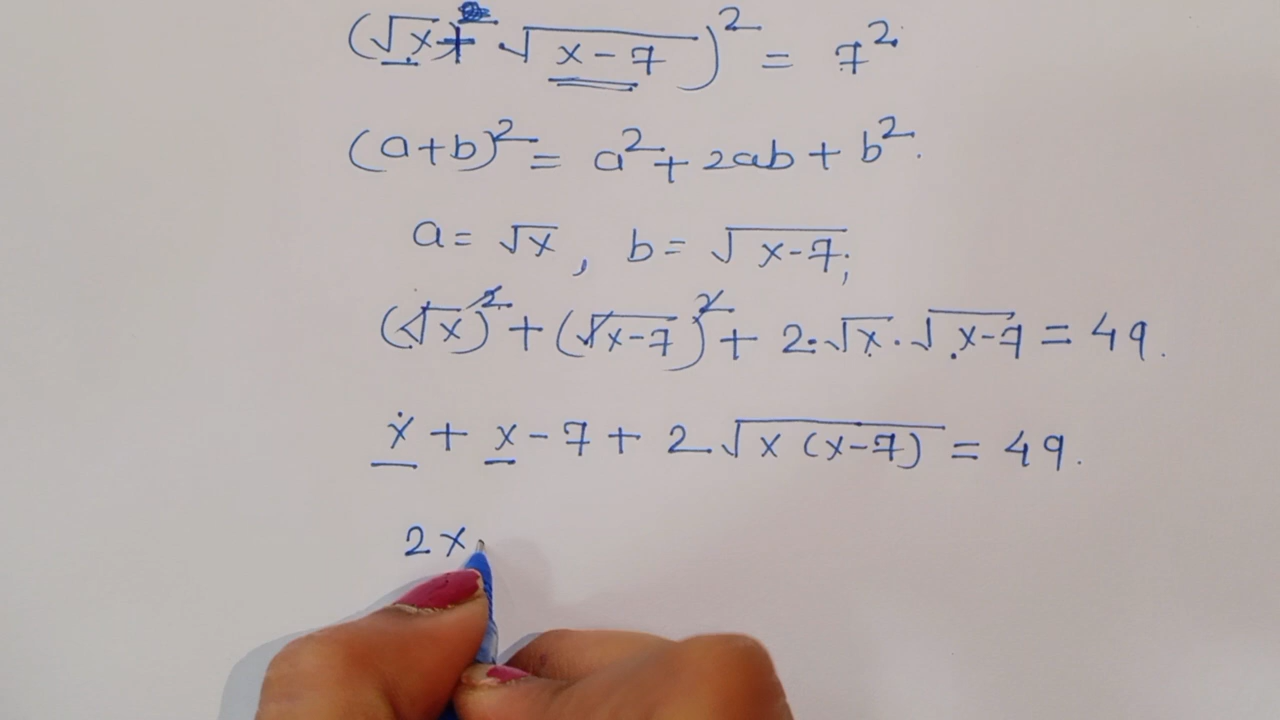 (√x + √x-7)² = 7²
(a+b)² = a² + 2ab + b².
a = √x, b = √x-7;
(√x)² + (√x-7)² + 2·√x·√x-7 = 49.
x + x - 7 + 2√x(x-7) = 49.
2x